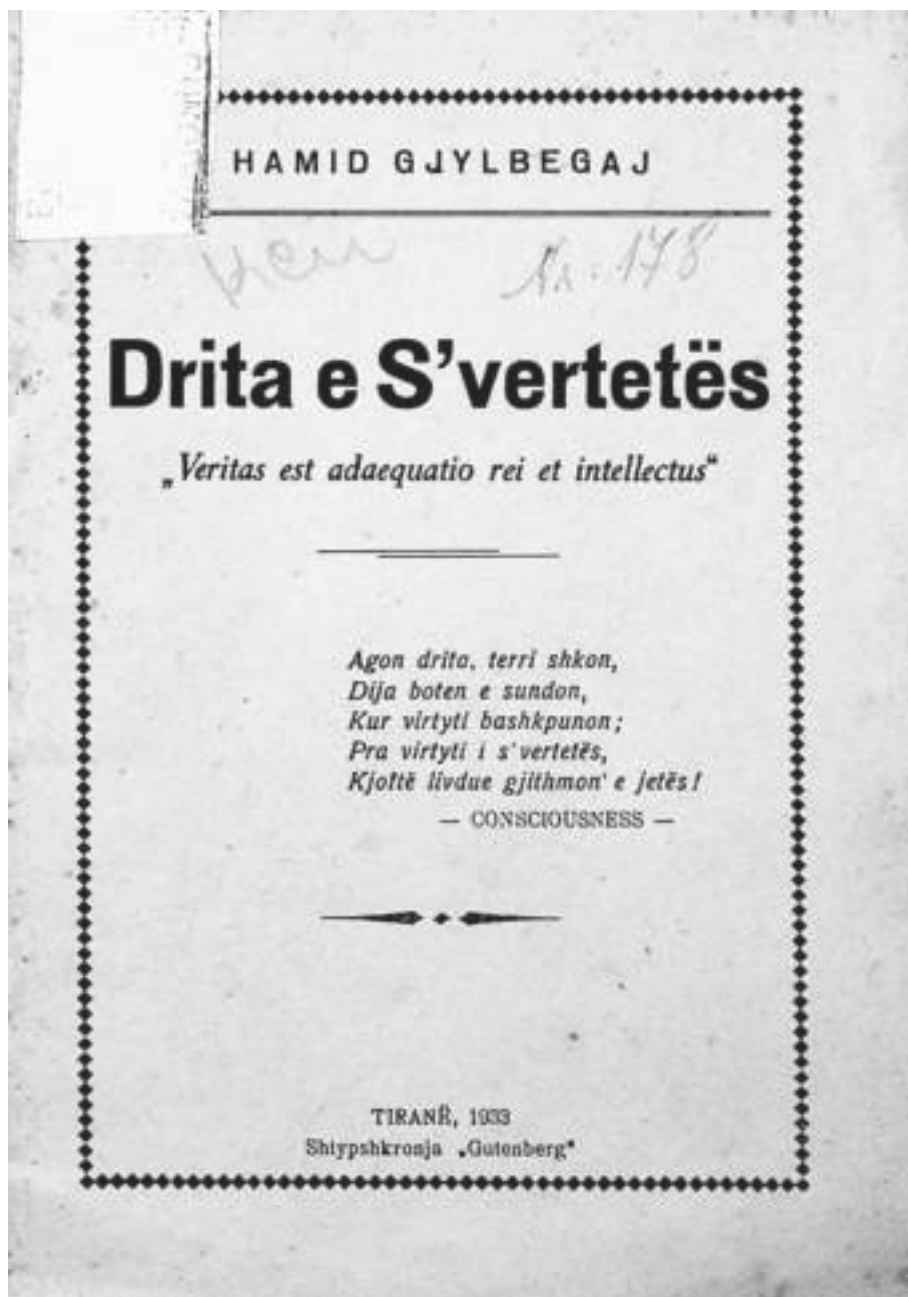 HAMID GJYLBEGAJ
Nr. 178
Drita e S’vertetës
„Veritas est adaequatio rei et intellectus“
Agon drita, terri shkon,
Dija boten e sundon,
Kur virtyti bashkpunon;
Pra virtyti i s’vertetës,
Kjoftë livdue gjithmon’ e jetës!
— CONSCIOUSNESS —
TIRANË, 1933
Shtypshkronja „Gutenberg“